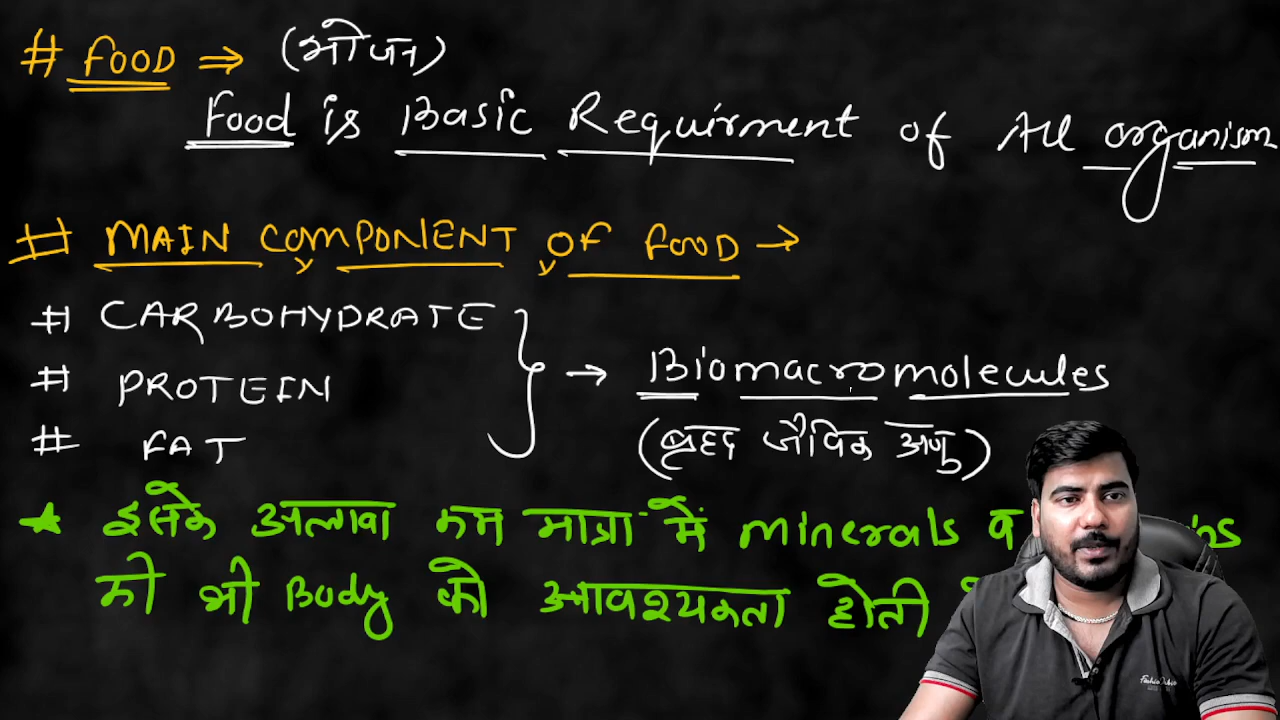 # FOOD ⇒ (भोजन)
Food is Basic Requirment of All organism
# MAIN COMPONENT OF FOOD →
# CARBOHYDRATE
# PROTEIN
# FAT
} → Biomacromolecules
(बृहद जैविक अणु)
★ इसके अलावा कम मात्रा में minerals व
की भी Body को आवश्यकता होती